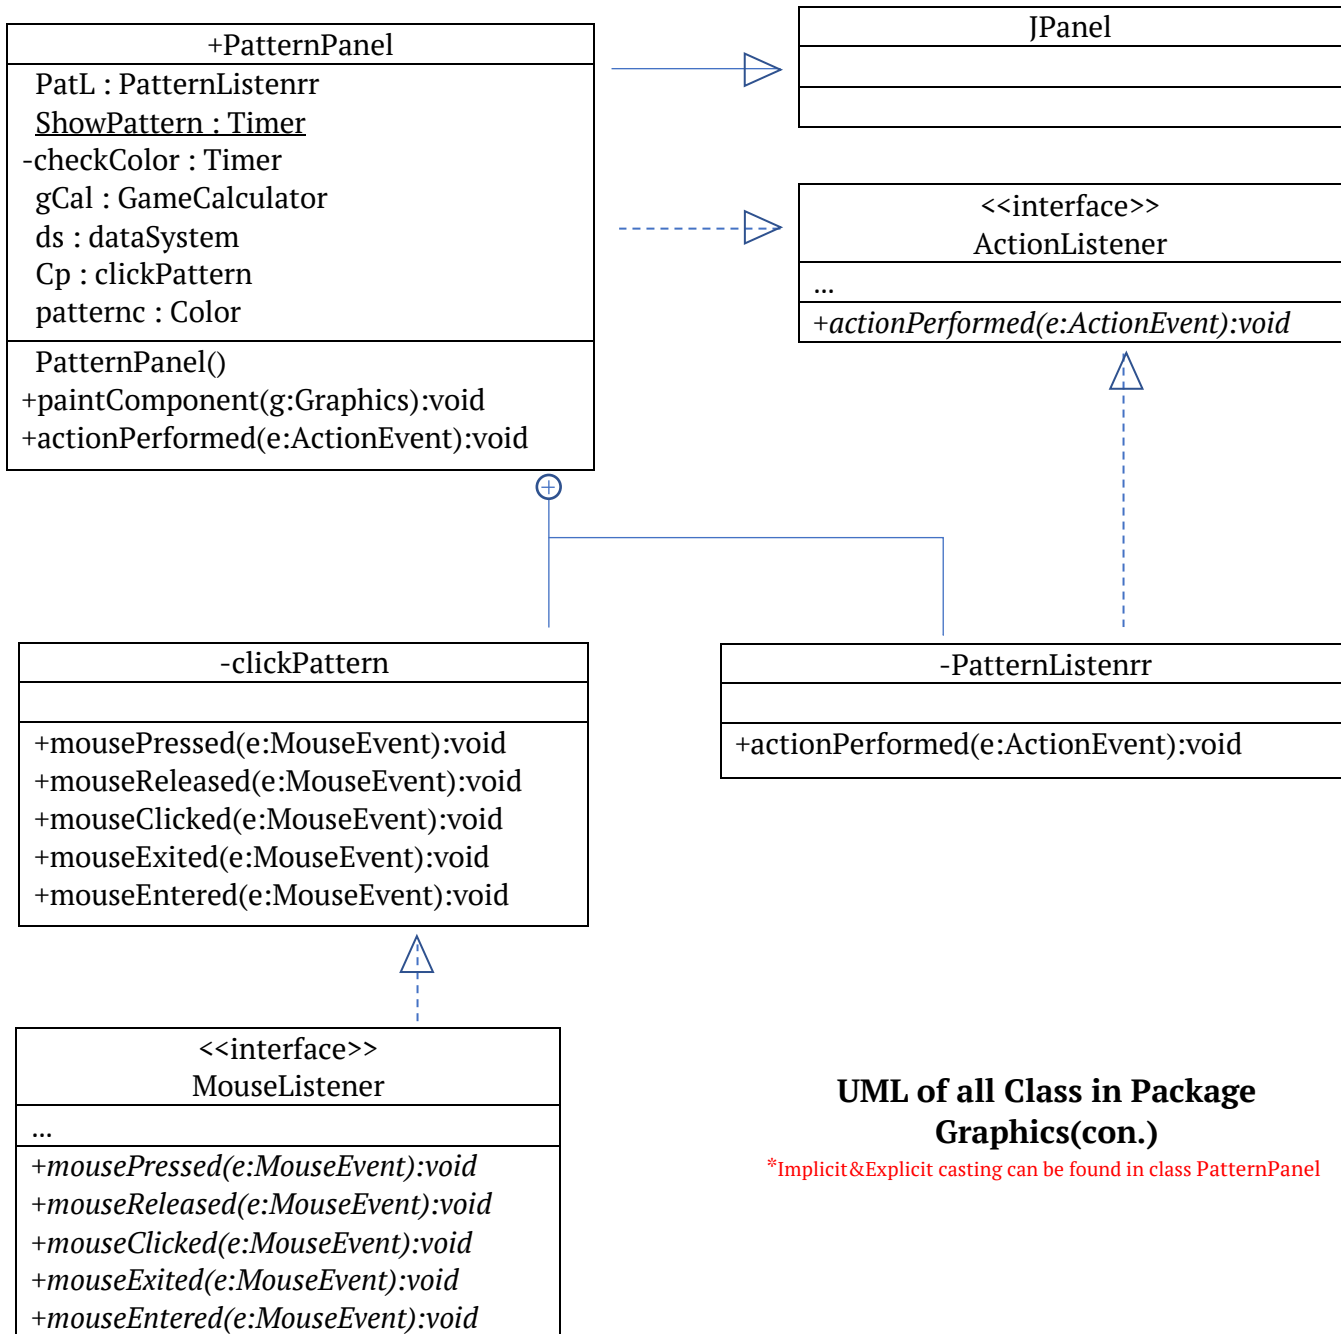 +PatternPanel
PatL : PatternListenrr
ShowPattern : Timer
-checkColor : Timer
gCal : GameCalculator
ds : dataSystem
Cp : clickPattern
patternc : Color
PatternPanel()
+paintComponent(g:Graphics):void
+actionPerformed(e:ActionEvent):void
JPanel
<<interface>>
ActionListener
...
+actionPerformed(e:ActionEvent):void
-clickPattern
+mousePressed(e:MouseEvent):void
+mouseReleased(e:MouseEvent):void
+mouseClicked(e:MouseEvent):void
+mouseExited(e:MouseEvent):void
+mouseEntered(e:MouseEvent):void
-PatternListenrr
+actionPerformed(e:ActionEvent):void
<<interface>>
MouseListener
...
+mousePressed(e:MouseEvent):void
+mouseReleased(e:MouseEvent):void
+mouseClicked(e:MouseEvent):void
+mouseExited(e:MouseEvent):void
+mouseEntered(e:MouseEvent):void
UML of all Class in Package
Graphics(con.)
*Implicit&Explicit casting can be found in class PatternPanel